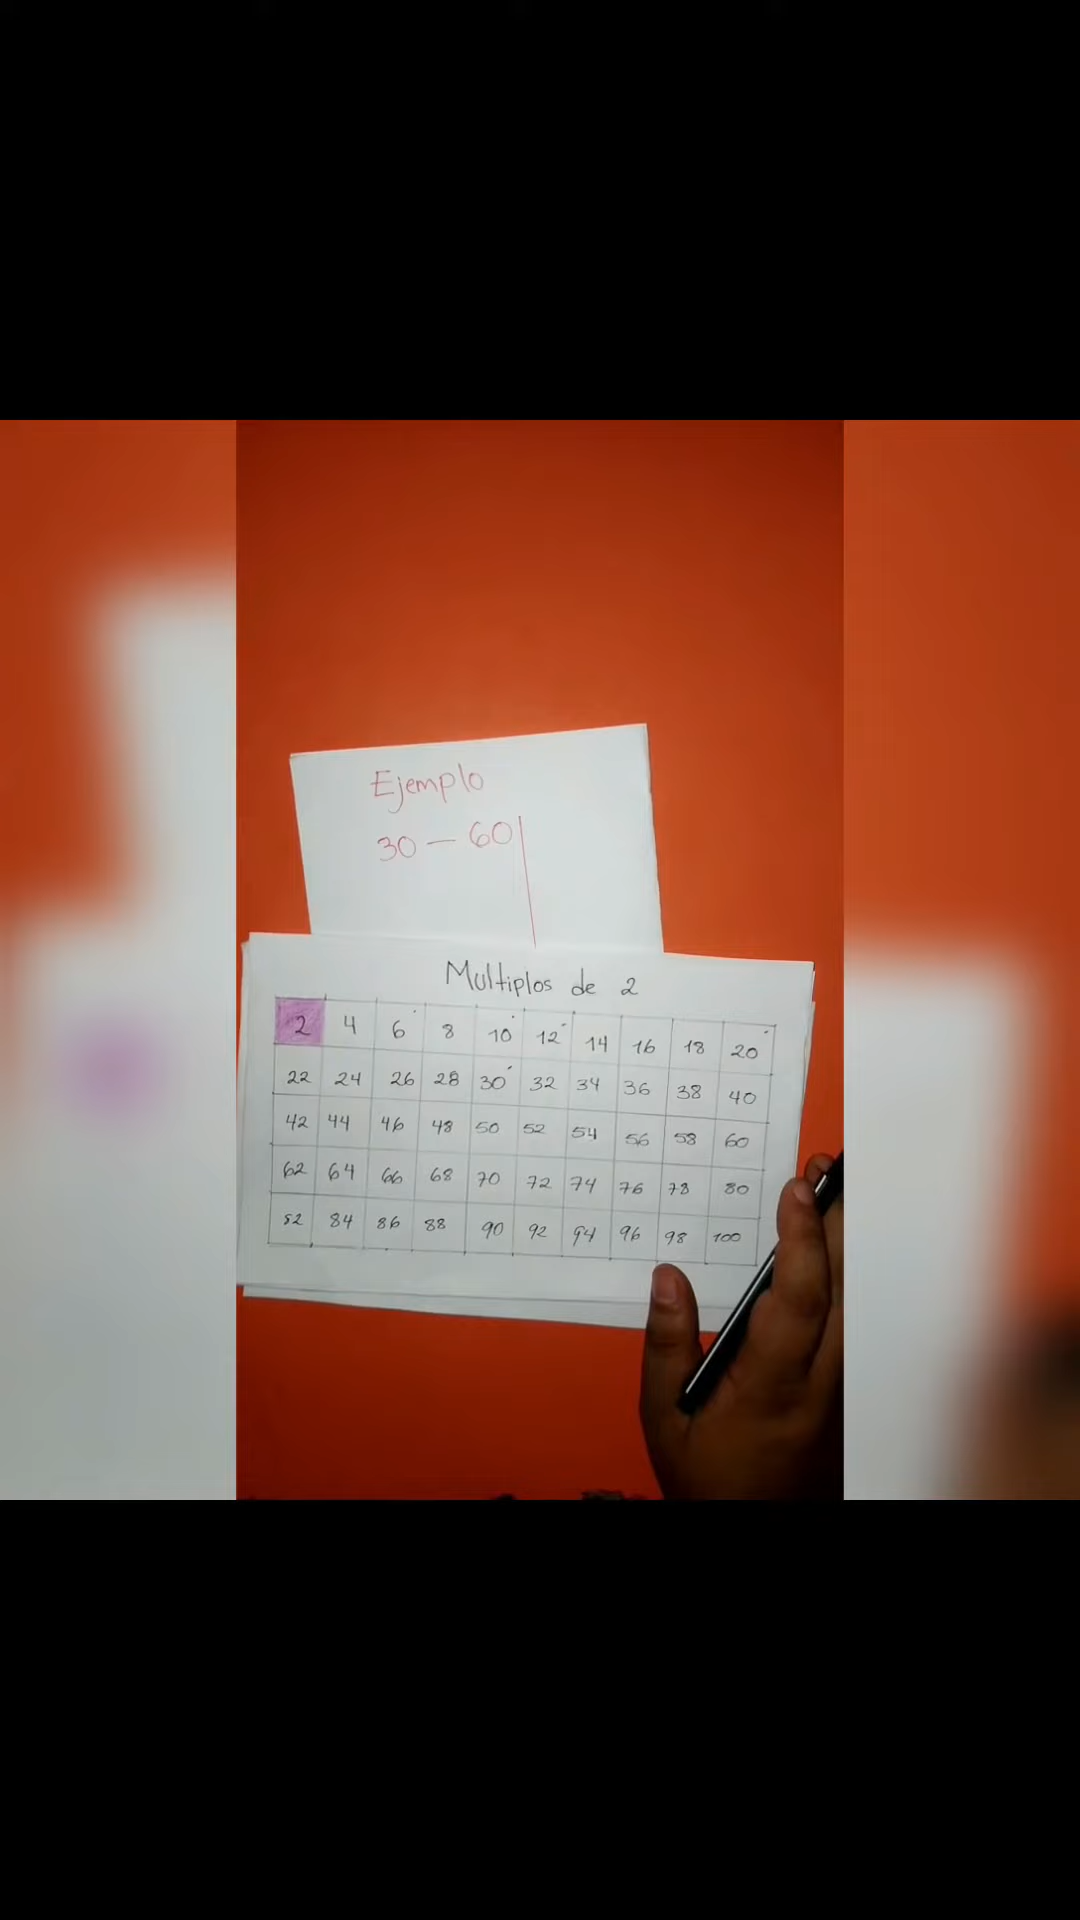 Ejemplo
30 — 60
Multiplos de 2
2 4 6 8 10 12 14 16 18 20
22 24 26 28 30 32 34 36 38 40
42 44 46 48 50 52 54 56 58 60
62 64 66 68 70 72 74 76 78 80
82 84 86 88 90 92 94 96 98 100